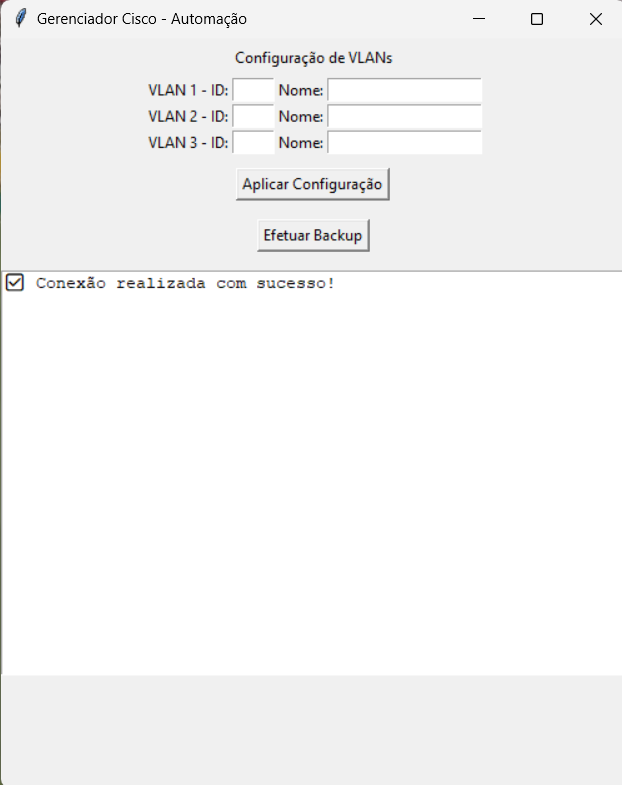 Gerenciador Cisco - Automação
Configuração de VLANs
VLAN 1 - ID: Nome:
VLAN 2 - ID: Nome:
VLAN 3 - ID: Nome:
Aplicar Configuração
Efetuar Backup
Conexão realizada com sucesso!